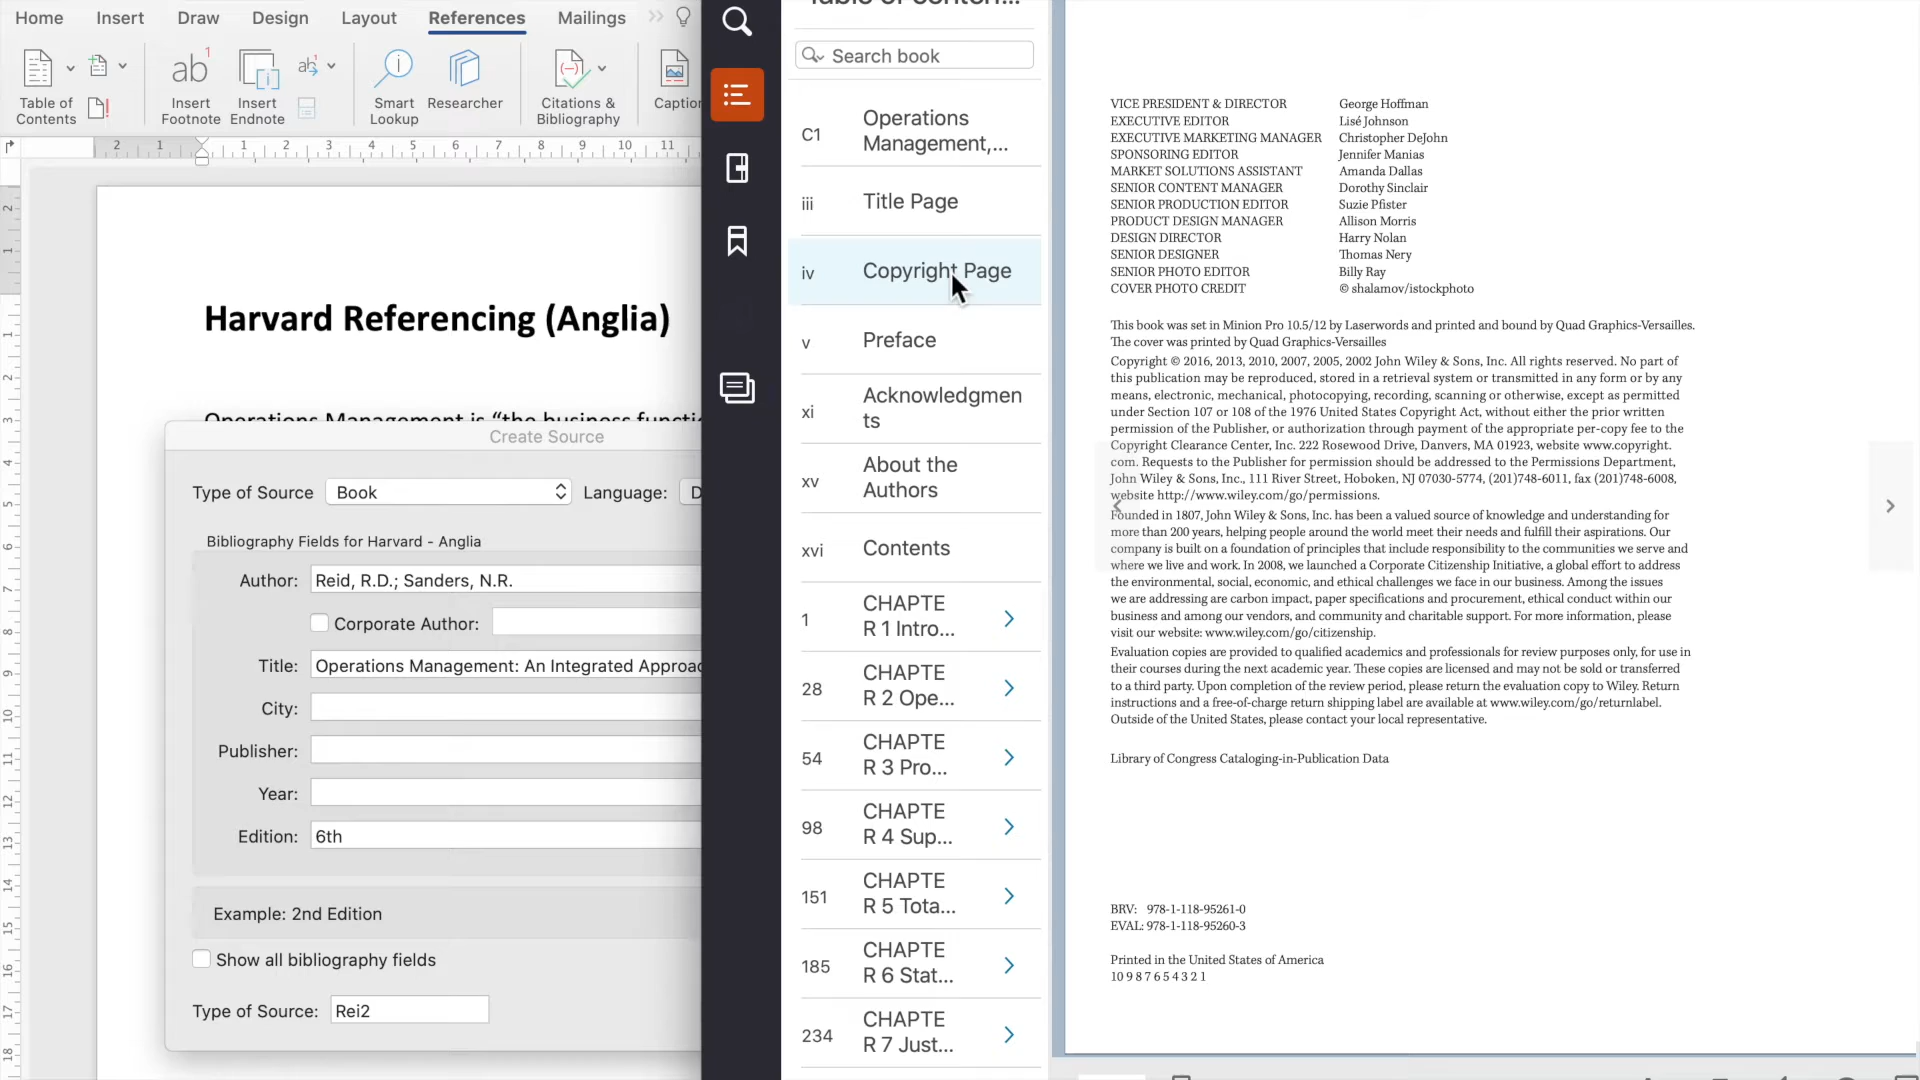 Home Insert Draw Design Layout References Mailings
Table of
Contents
Insert
Footnote
Insert
Endnote
Smart
Lookup
Researcher
Citations &
Bibliography
2 1 1 2 3 4 5 6 7 8 9 10 11
Harvard Referencing (Anglia)
Operations Management is "the business
Create Source
Type of Source Book Language:
Bibliography Fields for Harvard - Anglia
Author: Reid, R.D.; Sanders, N.R.
Corporate Author:
Title: Operations Management: An Integrated
City:
Publisher:
Year:
Edition: 6th
Example: 2nd Edition
Show all bibliography fields
Type of Source: Rei2
Search book
C1 Operations
Management,...
iii Title Page
iv Copyright Page
v Preface
xi Acknowledgmen
ts
xv About the
Authors
xvi Contents
1 CHAPTE
R 1 Intro...
28 CHAPTE
R 2 Ope...
54 CHAPTE
R 3 Pro...
98 CHAPTE
R 4 Sup...
151 CHAPTE
R 5 Tota...
185 CHAPTE
R 6 Stat...
234 CHAPTE
R 7 Just...
VICE PRESIDENT & DIRECTOR George Hoffman
EXECUTIVE EDITOR Lisé Johnson
EXECUTIVE MARKETING MANAGER Christopher DeJohn
SPONSORING EDITOR Jennifer Manias
MARKET SOLUTIONS ASSISTANT Amanda Dallas
SENIOR CONTENT MANAGER Dorothy Sinclair
SENIOR PRODUCTION EDITOR Suzie Pfister
PRODUCT DESIGN MANAGER Allison Morris
DESIGN DIRECTOR Harry Nolan
SENIOR DESIGNER Thomas Nery
SENIOR PHOTO EDITOR Billy Ray
COVER PHOTO CREDIT © shalamov/istockphoto
This book was set in Minion Pro 10.5/12 by Laserwords and printed and bound by Quad Graphics-Versailles.
The cover was printed by Quad Graphics-Versailles
Copyright © 2016, 2013, 2010, 2007, 2005, 2002 John Wiley & Sons, Inc. All rights reserved. No part of
this publication may be reproduced, stored in a retrieval system or transmitted in any form or by any
means, electronic, mechanical, photocopying, recording, scanning or otherwise, except as permitted
under Section 107 or 108 of the 1976 United States Copyright Act, without either the prior written
permission of the Publisher, or authorization through payment of the appropriate per-copy fee to the
Copyright Clearance Center, Inc. 222 Rosewood Drive, Danvers, MA 01923, website www.copyright.
com. Requests to the Publisher for permission should be addressed to the Permissions Department,
John Wiley & Sons, Inc., 111 River Street, Hoboken, NJ 07030-5774, (201)748-6011, fax (201)748-6008,
website http://www.wiley.com/go/permissions.
Founded in 1807, John Wiley & Sons, Inc. has been a valued source of knowledge and understanding for
more than 200 years, helping people around the world meet their needs and fulfill their aspirations. Our
company is built on a foundation of principles that include responsibility to the communities we serve and
where we live and work. In 2008, we launched a Corporate Citizenship Initiative, a global effort to address
the environmental, social, economic, and ethical challenges we face in our business. Among the issues
we are addressing are carbon impact, paper specifications and procurement, ethical conduct within our
business and among our vendors, and community and charitable support. For more information, please
visit our website: www.wiley.com/go/citizenship.
Evaluation copies are provided to qualified academics and professionals for review purposes only, for use in
their courses during the next academic year. These copies are licensed and may not be sold or transferred
to a third party. Upon completion of the review period, please return the evaluation copy to Wiley. Return
instructions and a free-of-charge return shipping label are available at www.wiley.com/go/returnlabel.
Outside of the United States, please contact your local representative.
Library of Congress Cataloging-in-Publication Data
BRV: 978-1-118-95261-0
EVAL: 978-1-118-95260-3
Printed in the United States of America
10 9 8 7 6 5 4 3 2 1